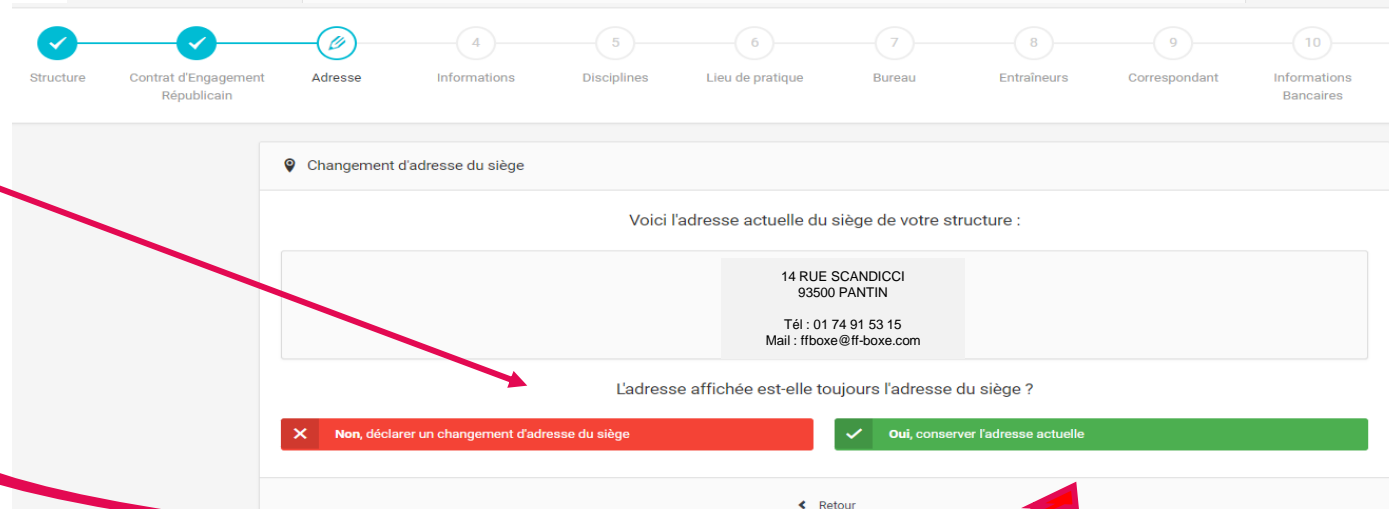 4
5
6
7
8
9
10
Structure
Contrat d'Engagement
Républicain
Adresse
Informations
Disciplines
Lieu de pratique
Bureau
Entraîneurs
Correspondant
Informations
Bancaires
Changement d'adresse du siège
Voici l'adresse actuelle du siège de votre structure :
14 RUE SCANDICCI
93500 PANTIN
Tél : 01 74 91 53 15
Mail : ffboxe@ff-boxe.com
L'adresse affichée est-elle toujours l'adresse du siège ?
Non, déclarer un changement d'adresse du siège
Oui, conserver l'adresse actuelle
Retour